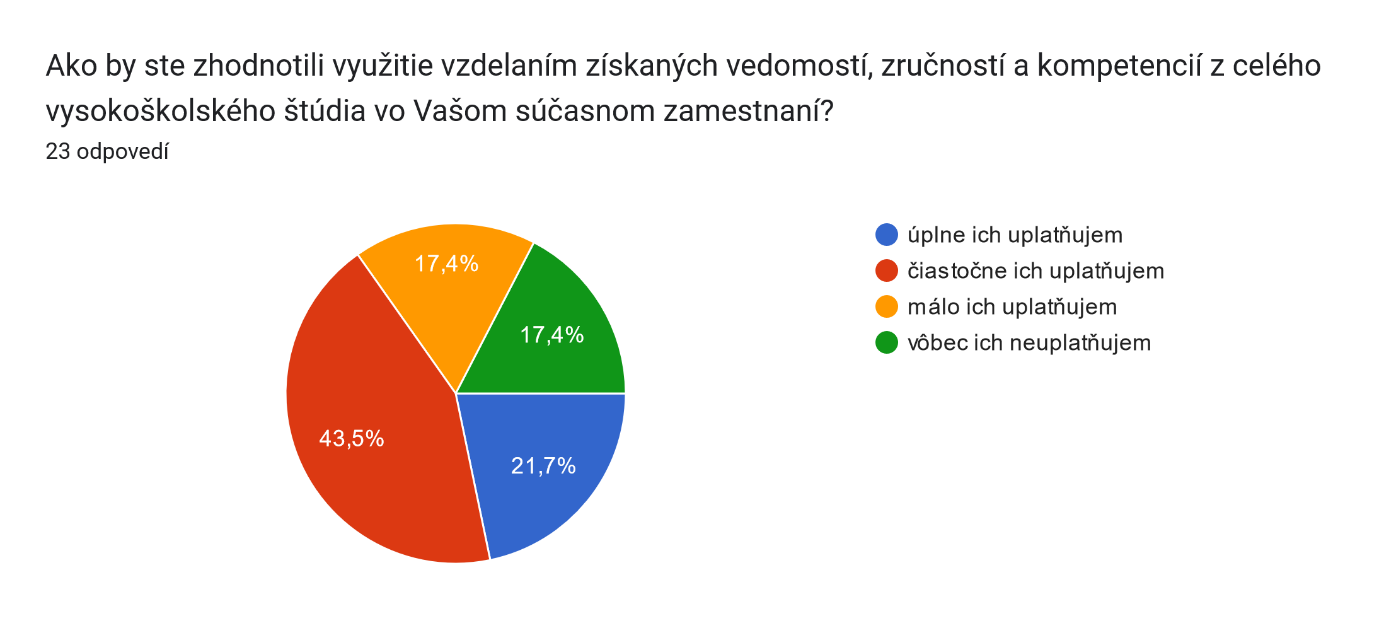 Ako by ste zhodnotili využitie vzdelaním získaných vedomostí, zručností a kompetencií z celého
vysokoškolského štúdia vo Vašom súčasnom zamestnaní?
23 odpovedí
17,4%
17,4%
43,5%
21,7%
úplne ich uplatňujem
čiastočne ich uplatňujem
málo ich uplatňujem
vôbec ich neuplatňujem